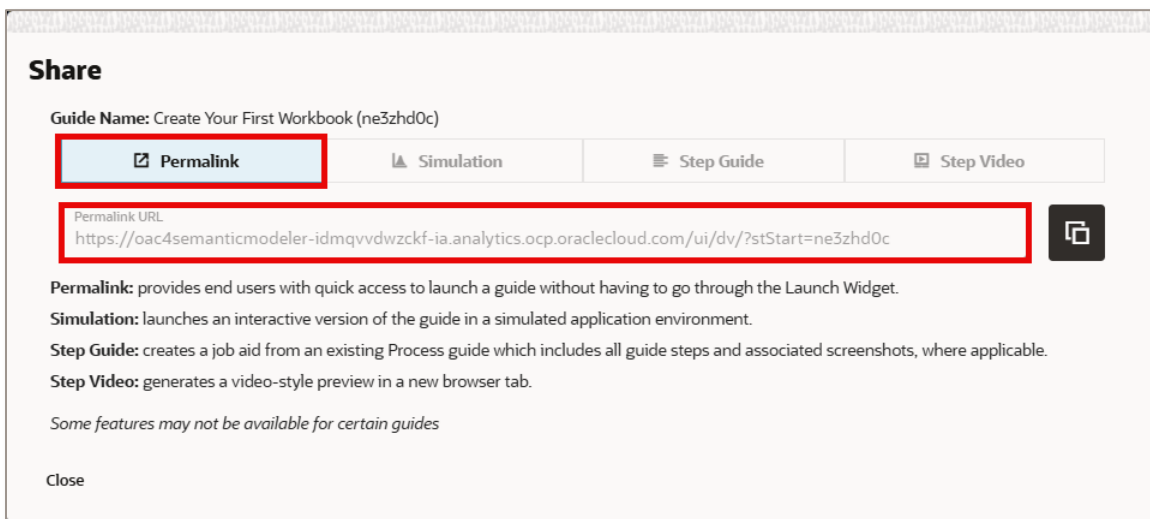 Share
Guide Name: Create Your First Workbook (ne3zhd0c)
Permalink Simulation Step Guide Step Video
Permalink URL
https://oac4semanticmodeler-idmqvvdwzckf-ia.analytics.ocp.oraclecloud.com/ui/dv/?stStart=ne3zhd0c
Permalink: provides end users with quick access to launch a guide without having to go through the Launch Widget.
Simulation: launches an interactive version of the guide in a simulated application environment.
Step Guide: creates a job aid from an existing Process guide which includes all guide steps and associated screenshots, where applicable.
Step Video: generates a video-style preview in a new browser tab.
Some features may not be available for certain guides
Close